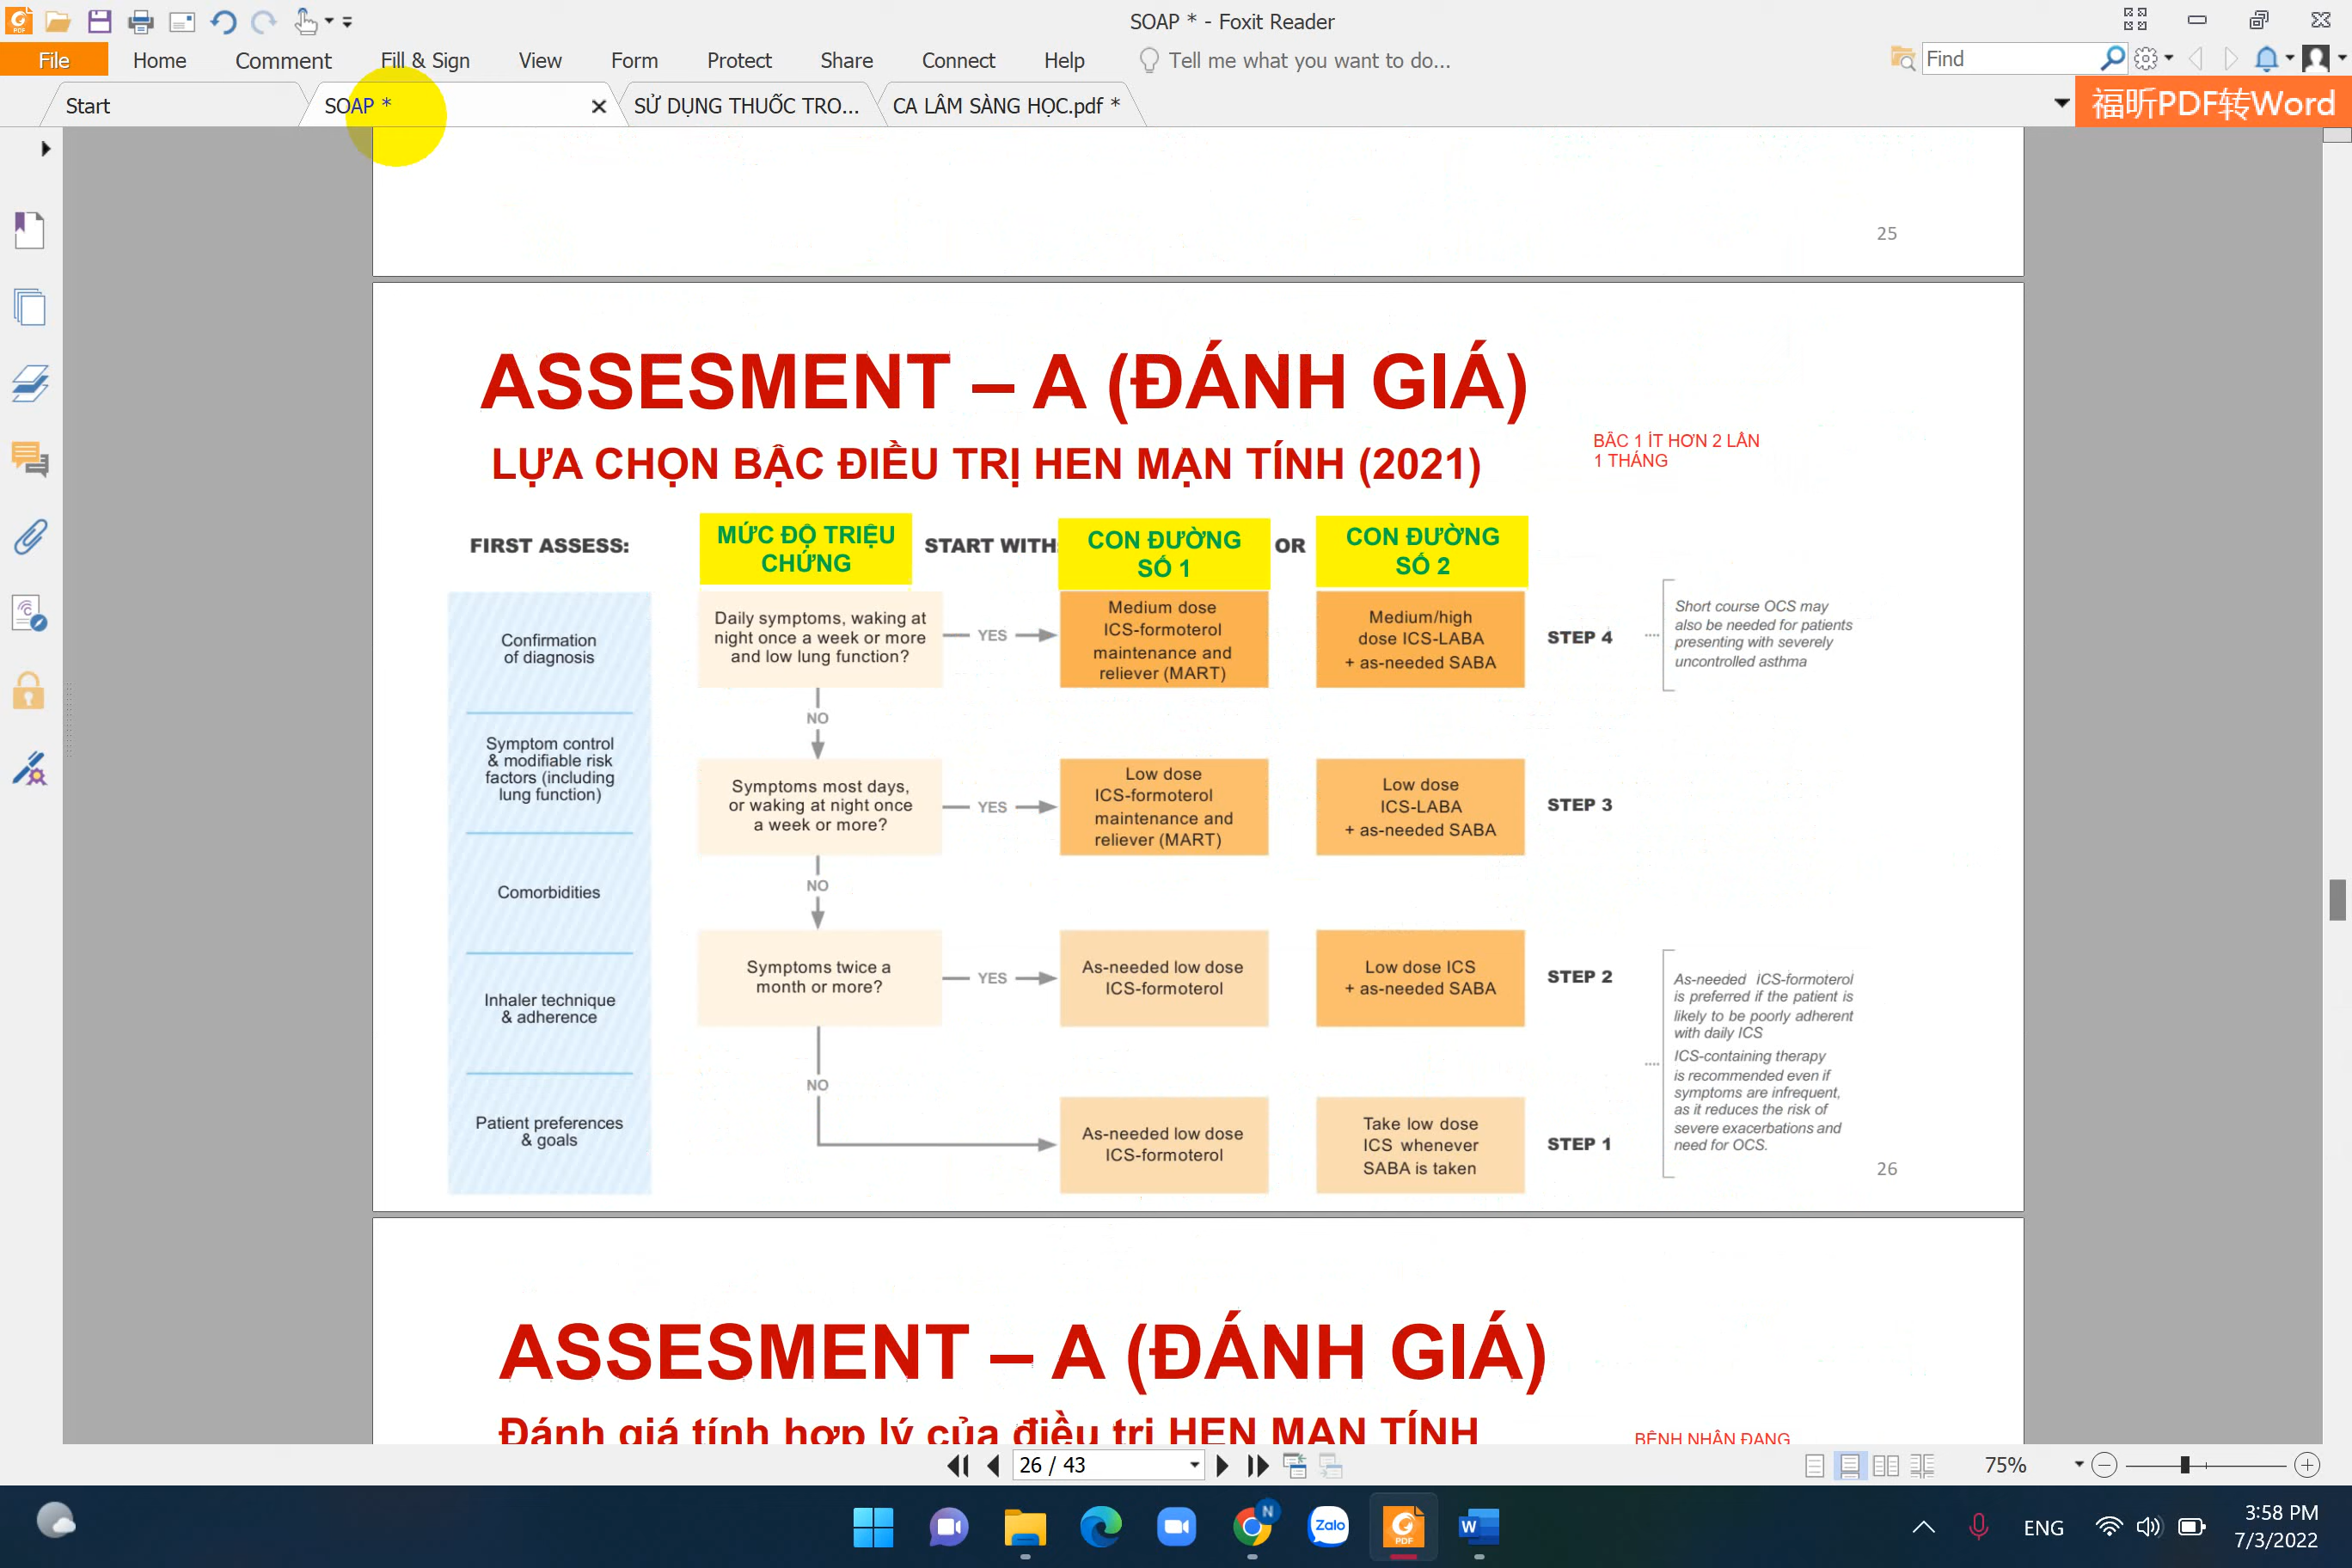 SOAP * - Foxit Reader
File Home Comment Fill & Sign View Form Protect Share Connect Help Tell me what you want to do... Find
Start SOAP * SỬ DỤNG THUỐC TRO... CA LÂM SÀNG HỌC.pdf * 福昕PDF转Word
25
ASSESMENT – A (ĐÁNH GIÁ)
LỰA CHỌN BẬC ĐIỀU TRỊ HEN MẠN TÍNH (2021)
BẬC 1 ÍT HƠN 2 LẦN
1 THÁNG
FIRST ASSESS:
MỨC ĐỘ TRIỆU
CHỨNG
START WITH:
CON ĐƯỜNG
SỐ 1
OR
CON ĐƯỜNG
SỐ 2
Confirmation
of diagnosis
Symptom control
& modifiable risk
factors (including
lung function)
Comorbidities
Inhaler technique
& adherence
Patient preferences
& goals
Daily symptoms, waking at
night once a week or more
and low lung function?
YES
Medium dose
ICS-formoterol
maintenance and
reliever (MART)
Medium/high
dose ICS-LABA
+ as-needed SABA
STEP 4
Short course OCS may
also be needed for patients
presenting with severely
uncontrolled asthma
NO
Symptoms most days,
or waking at night once
a week or more?
YES
Low dose
ICS-formoterol
maintenance and
reliever (MART)
Low dose
ICS-LABA
+ as-needed SABA
STEP 3
NO
Symptoms twice a
month or more?
YES
As-needed low dose
ICS-formoterol
Low dose ICS
+ as-needed SABA
STEP 2
As-needed ICS-formoterol
is preferred if the patient is
likely to be poorly adherent
with daily ICS
ICS-containing therapy
is recommended even if
symptoms are infrequent,
as it reduces the risk of
severe exacerbations and
need for OCS.
NO
As-needed low dose
ICS-formoterol
Take low dose
ICS whenever
SABA is taken
STEP 1
26
ASSESMENT – A (ĐÁNH GIÁ)
Đánh giá tính hợp lý của điều trị HEN MẠN TÍNH
BỆNH NHÂN ĐANG
26 / 43
75%
N
Zalo
PDF
W
ENG
3:58 PM
7/3/2022